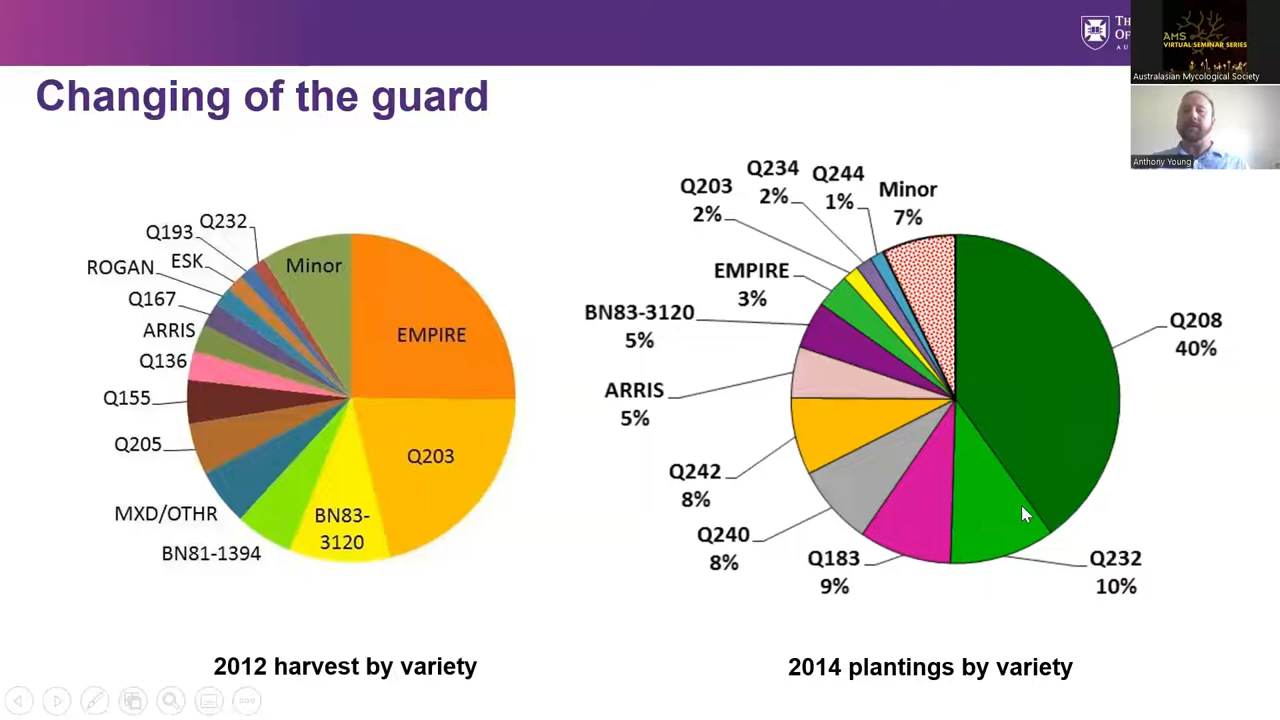 Th
Of
AU
AMS
VIRTUAL SEMINAR SERIES
Australasian Mycological Society
Anthony Young
Changing of the guard
Q232
Q193
ESK
ROGAN
Q167
ARRIS
Q136
Q155
Q205
MXD/OTHR
BN81-1394
BN83-
3120
Q203
EMPIRE
Minor
2012 harvest by variety
Q203
2%
Q234
2%
Q244
1%
Minor
7%
EMPIRE
3%
BN83-3120
5%
ARRIS
5%
Q242
8%
Q240
8%
Q183
9%
Q232
10%
Q208
40%
2014 plantings by variety